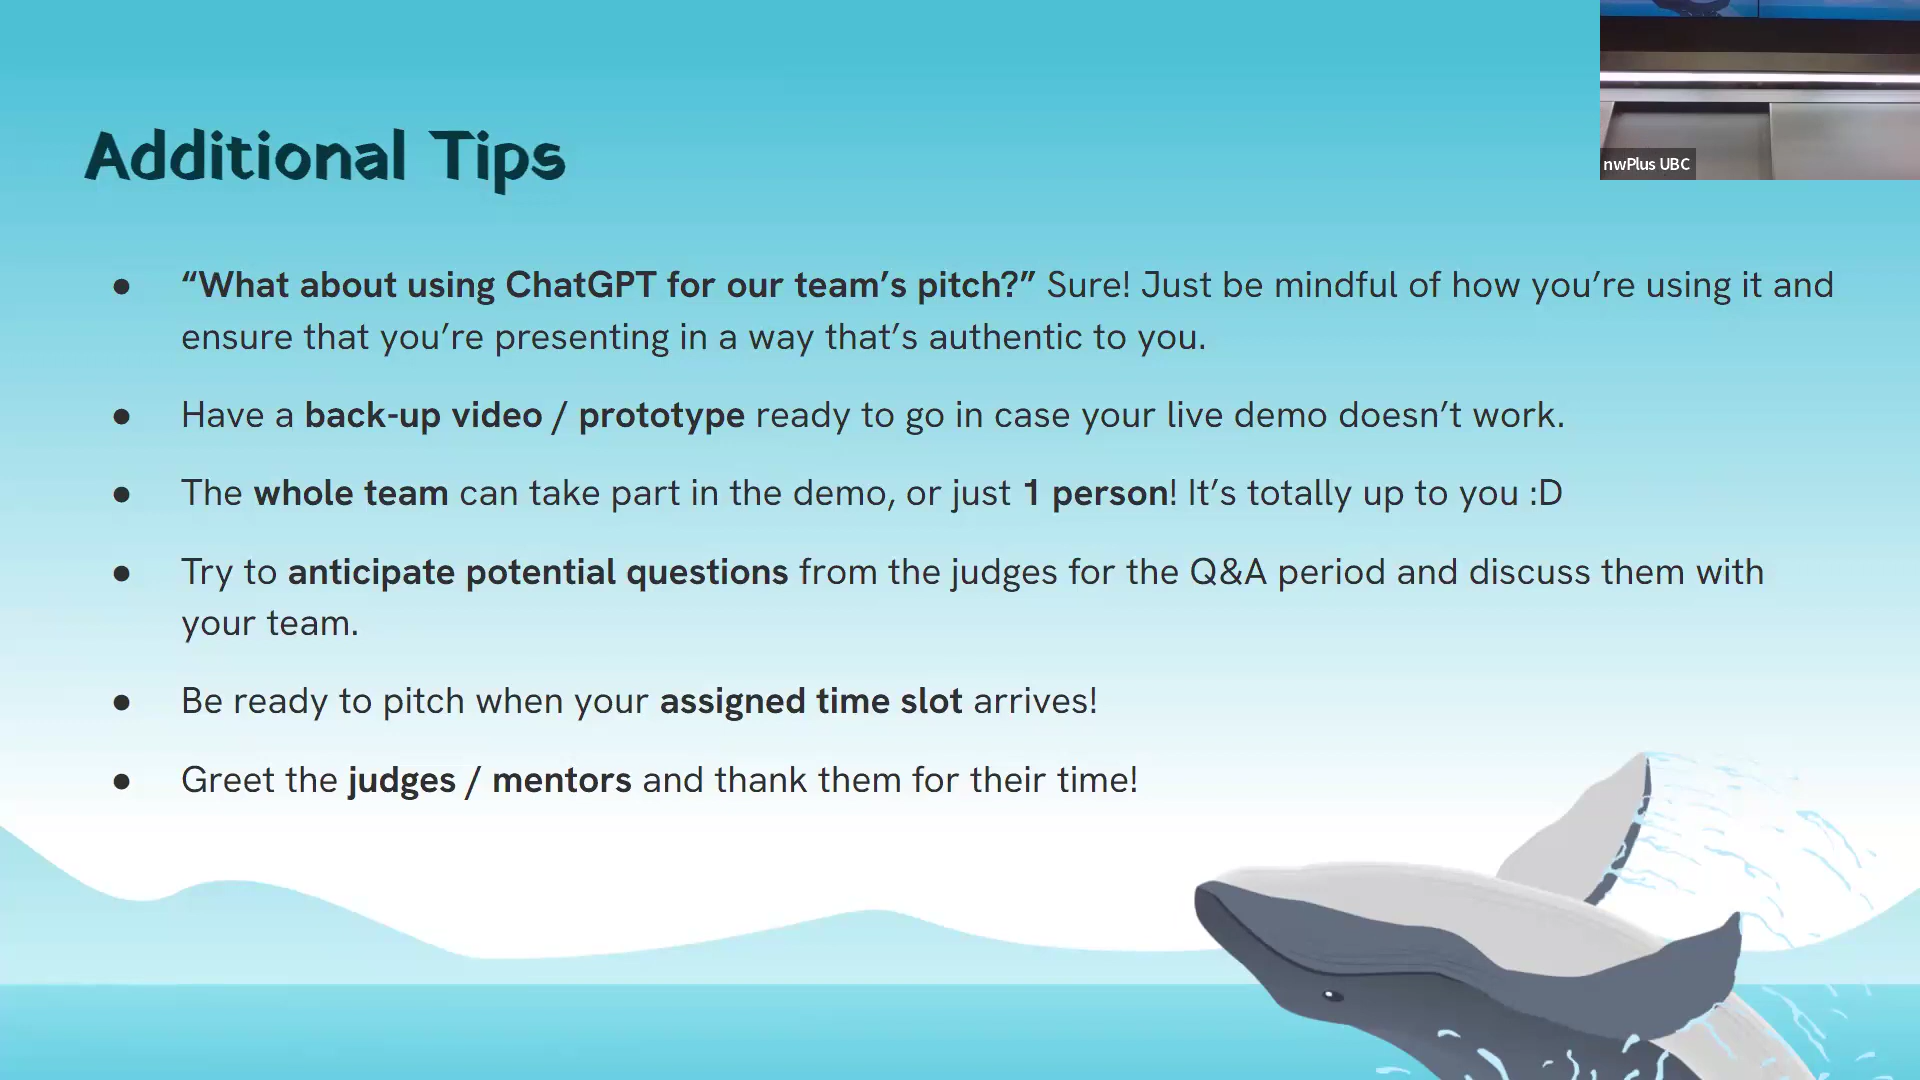 Additional Tips
nwPlus UBC
● “What about using ChatGPT for our team’s pitch?” Sure! Just be mindful of how you’re using it and
ensure that you’re presenting in a way that’s authentic to you.
● Have a back-up video / prototype ready to go in case your live demo doesn’t work.
● The whole team can take part in the demo, or just 1 person! It’s totally up to you :D
● Try to anticipate potential questions from the judges for the Q&A period and discuss them with
your team.
● Be ready to pitch when your assigned time slot arrives!
● Greet the judges / mentors and thank them for their time!